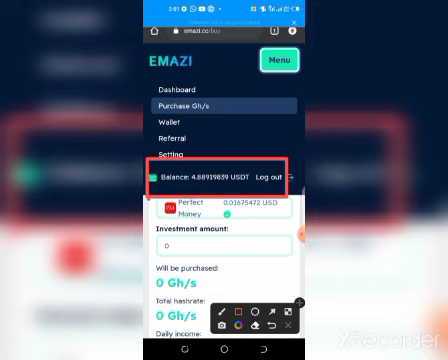 2:01
emazi.co/buy
EMAZI
Menu
Dashboard
Purchase Gh/s
Wallet
Referral
Setting
Balance: 4.88919839 USDT Log out
Perfect Money
0.01675472 USD
Investment amount:
0
Will be purchased:
0 Gh/s
Total hashrate:
0 Gh/s
Daily income:
XRecorder